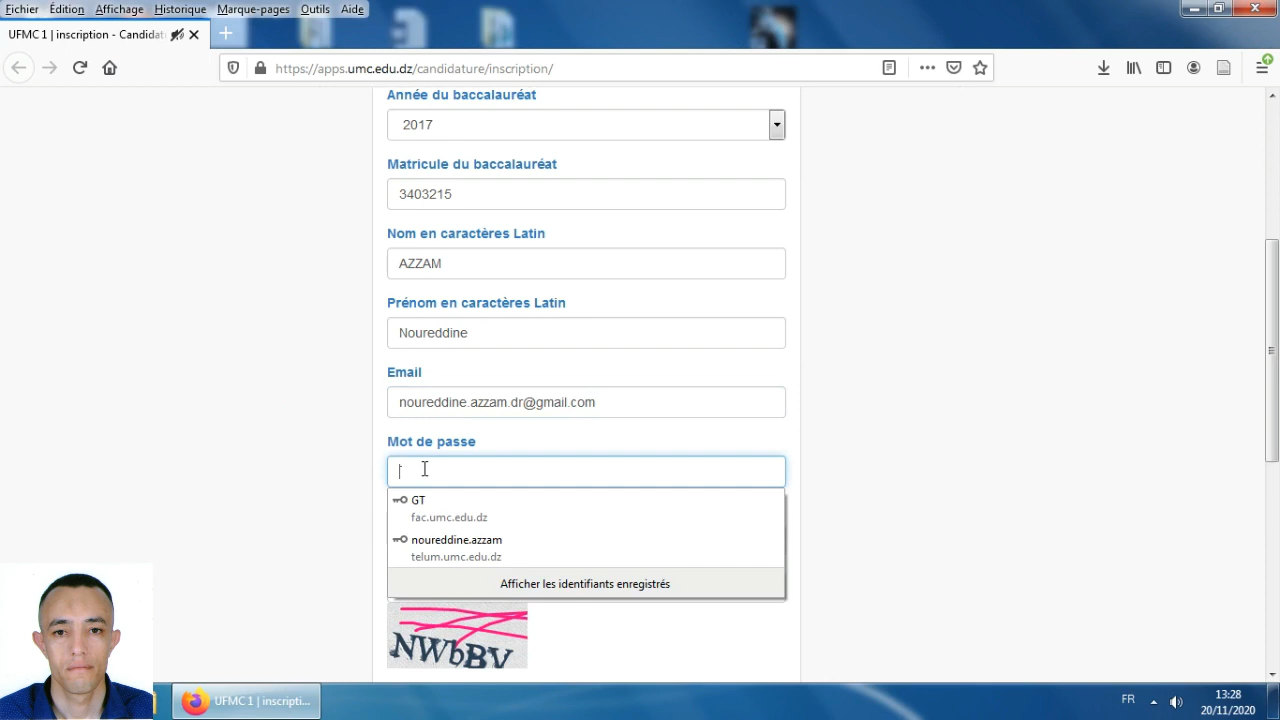 Fichier Édition Affichage Historique Marque-pages Outils Aide
UFMC 1 | inscription - Candidat
https://apps.umc.edu.dz/candidature/inscription/
Année du baccalauréat
2017
Matricule du baccalauréat
3403215
Nom en caractères Latin
AZZAM
Prénom en caractères Latin
Noureddine
Email
noureddine.azzam.dr@gmail.com
Mot de passe
GT
fac.umc.edu.dz
noureddine.azzam
telum.umc.edu.dz
Afficher les identifiants enregistrés
NWbBV
UFMC 1 | inscripti...
FR
13:28
20/11/2020